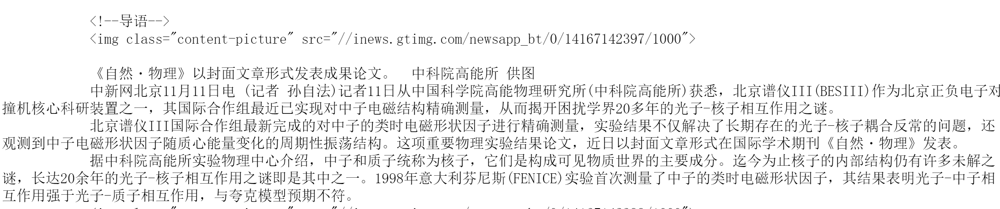 <!--导语-->
<img class="content-picture" src="//inews.gtimg.com/newsapp_bt/0/14167142397/1000">
《自然·物理》以封面文章形式发表成果论文。　中科院高能所 供图
中新网北京11月11日电 (记者 孙自法)记者11日从中国科学院高能物理研究所(中科院高能所)获悉，北京谱仪III(BESIII)作为北京正负电子对
撞机核心科研装置之一，其国际合作组最近已实现对中子电磁结构精确测量，从而揭开困扰学界20多年的光子-核子相互作用之谜。
北京谱仪III国际合作组最新完成的对中子的类时电磁形状因子进行精确测量，实验结果不仅解决了长期存在的光子-核子耦合反常的问题，还
观测到中子电磁形状因子随质心能量变化的周期性振荡结构。这项重要物理实验结果论文，近日以封面文章形式在国际学术期刊《自然·物理》发表。
据中科院高能所实验物理中心介绍，中子和质子统称为核子，它们是构成可见物质世界的主要成分。迄今为止核子的内部结构仍有许多未解之
谜，长达20余年的光子-核子相互作用之谜即是其中之一。1998年意大利芬尼斯(FENICE)实验首次测量了中子的类时电磁形状因子，其结果表明光子-中子相
互作用强于光子-质子相互作用，与夸克模型预期不符。